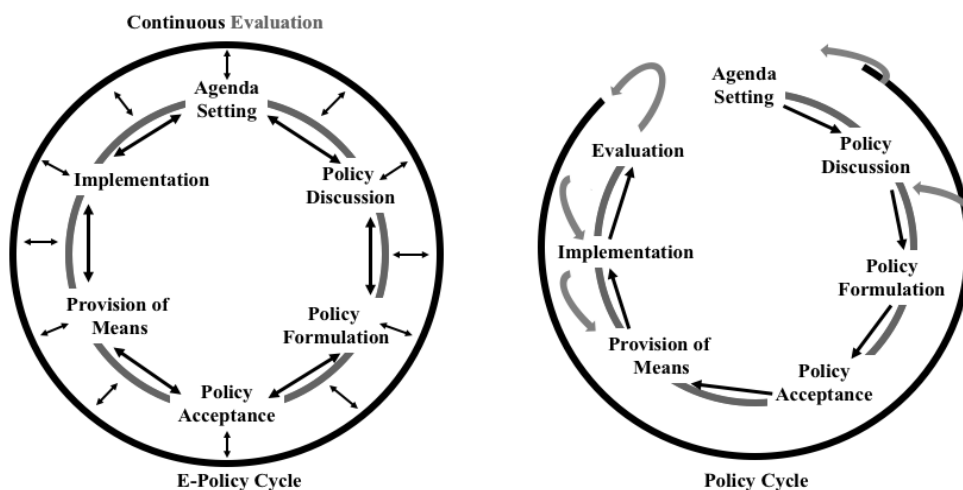 Continuous Evaluation
Agenda
Setting
Policy
Discussion
Policy
Formulation
Policy
Acceptance
Provision of
Means
Implementation
E-Policy Cycle
Agenda
Setting
Policy
Discussion
Policy
Formulation
Policy
Acceptance
Provision of
Means
Implementation
Evaluation
Policy Cycle